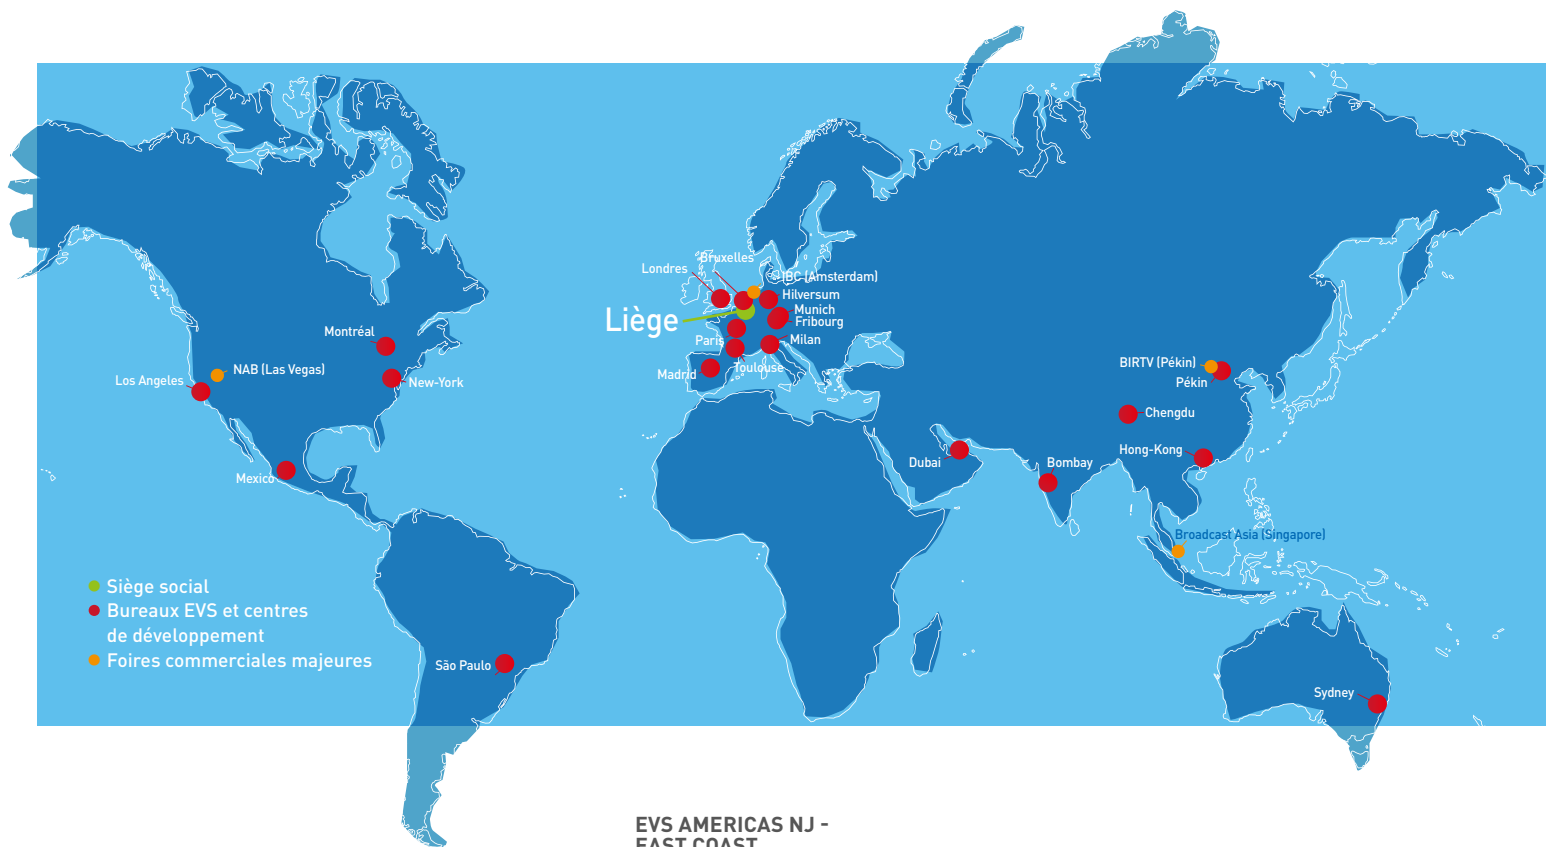 Bruxelles
Londres
IBC (Amsterdam)
Hilversum
Munich
Liège
Fribourg
Montréal
Paris
Milan
NAB (Las Vegas)
BIRTV (Pékin)
Toulouse
Madrid
Los Angeles
New-York
Pékin
Chengdu
Hong-Kong
Dubai
Bombay
Mexico
Broadcast Asia (Singapore)
Siège social
Bureaux EVS et centres
de développement
Foires commerciales majeures
São Paulo
Sydney
EVS AMERICAS NJ -
EAST COAST